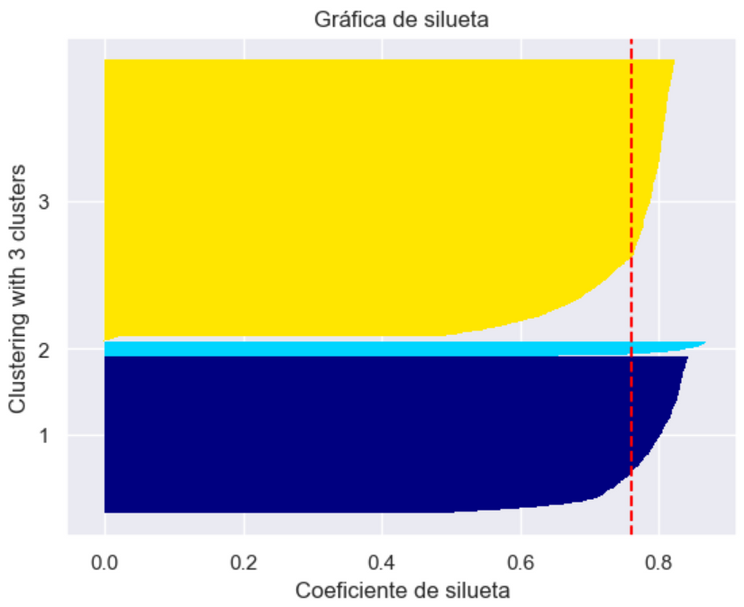 Gráfica de silueta
Clustering with 3 clusters
3
2
1
0.0 0.2 0.4 0.6 0.8
Coeficiente de silueta